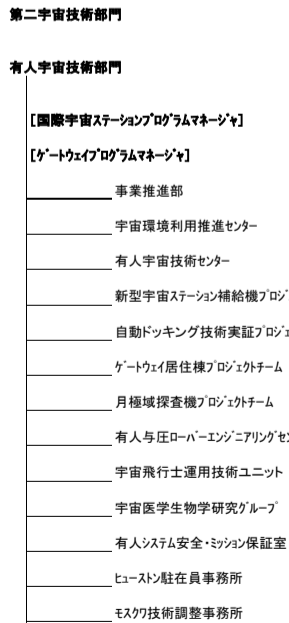 第二宇宙技術部門
有人宇宙技術部門
[国際宇宙ステーションプログラムマネージャ]
[ゲートウェイプログラムマネージャ]
事業推進部
宇宙環境利用推進センター
有人宇宙技術センター
新型宇宙ステーション補給機プロジ
自動ドッキング技術実証プロジェ
ゲートウェイ居住棟プロジェクトチーム
月極域探査機プロジェクトチーム
有人与圧ローバーエンジニアリングセン
宇宙飛行士運用技術ユニット
宇宙医学生物学研究グループ
有人システム安全・ミッション保証室
ヒューストン駐在員事務所
モスクワ技術調整事務所